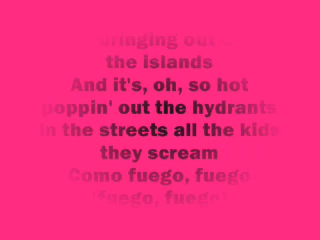 bringing out
the islands
And it's, oh, so hot
poppin' out the hydrants
In the streets all the kids
they scream
Como fuego, fuego
fuego, fuego